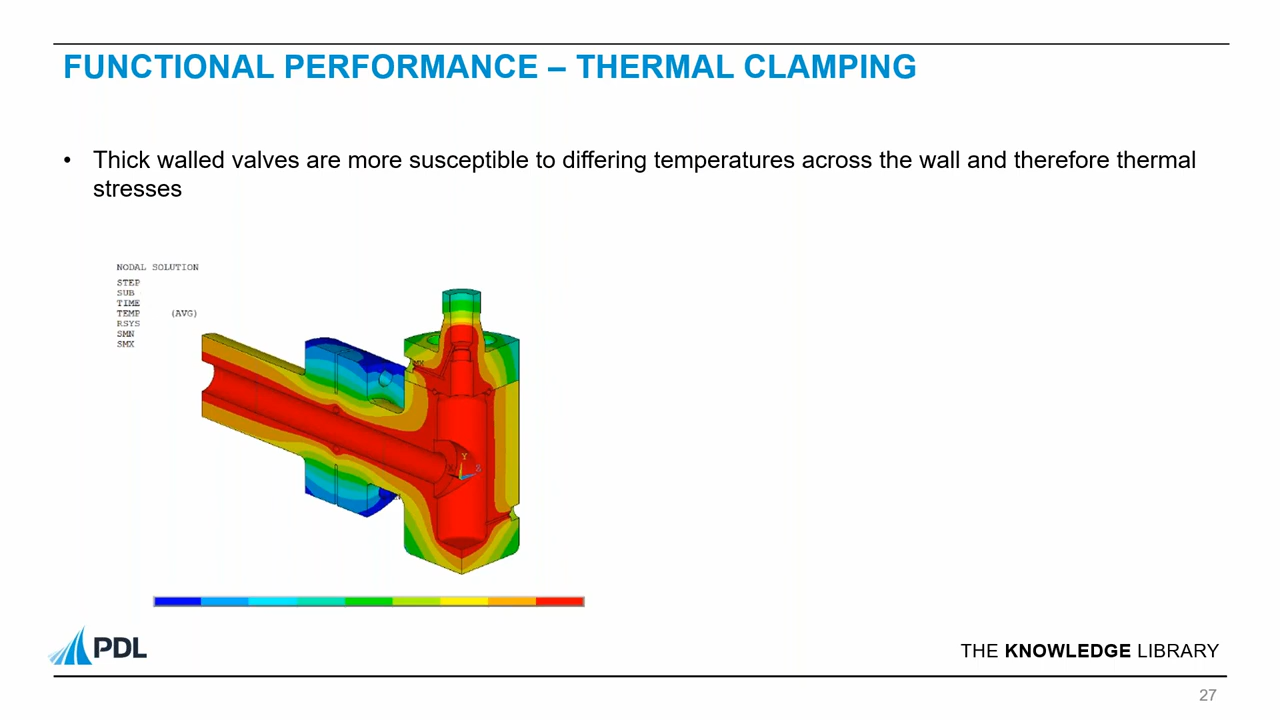 FUNCTIONAL PERFORMANCE – THERMAL CLAMPING
• Thick walled valves are more susceptible to differing temperatures across the wall and therefore thermal
stresses
NODAL SOLUTION
STEP
SUB
TIME
TEMP (AVG)
RSYS
SMN
SMX
Y
Z
PDL
THE KNOWLEDGE LIBRARY
27